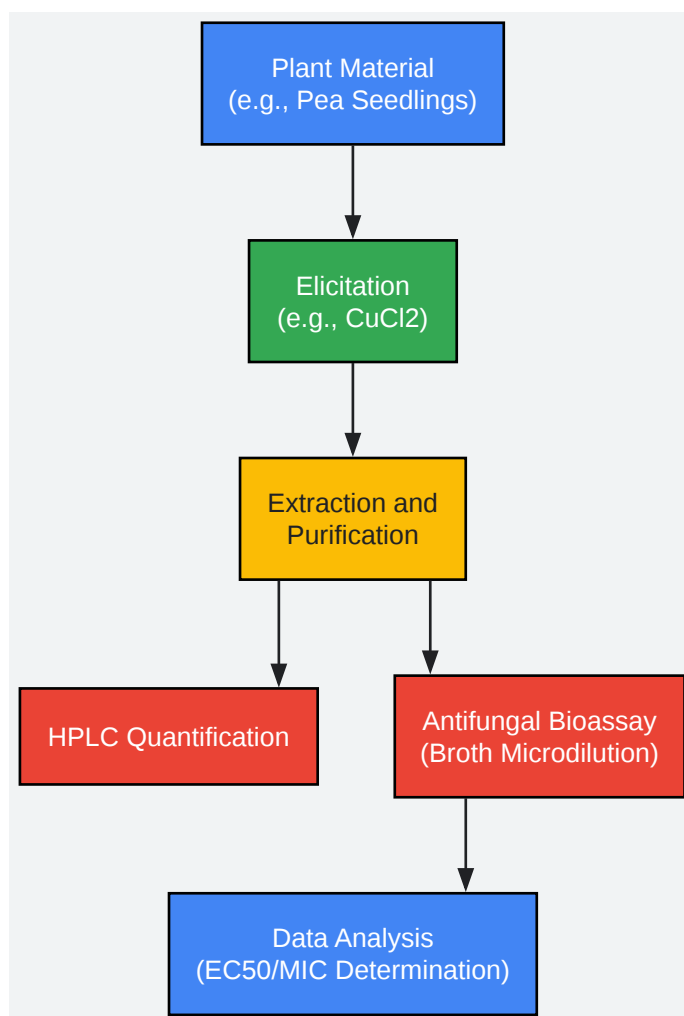 Plant Material
(e.g., Pea Seedlings)
Elicitation
(e.g., CuCl2)
Extraction and
Purification
HPLC Quantification
Antifungal Bioassay
(Broth Microdilution)
Data Analysis
(EC50/MIC Determination)